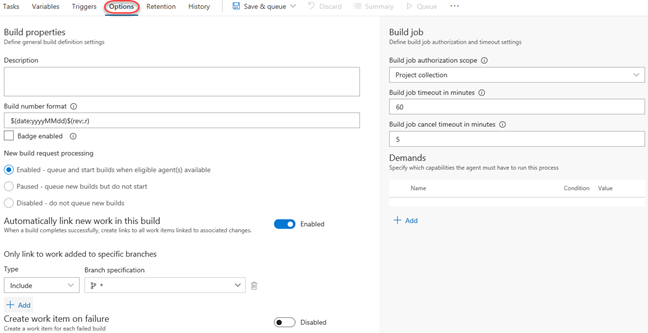 Tasks Variables Triggers Options Retention History Save & queue Discard Summary Queue ...
Build properties
Define general build definition settings
Description
Build number format
$(date:yyyyMMdd)$(rev:.r)
Badge enabled
New build request processing
Enabled - queue and start builds when eligible agent(s) available
Paused - queue new builds but do not start
Disabled - do not queue new builds
Automatically link new work in this build
When a build completes successfully, create links to all work items linked to associated changes.
Enabled
Only link to work added to specific branches
Type Branch specification
Include *
Add
Create work item on failure
Create a work item for each failed build
Disabled
Build job
Define build job authorization and timeout settings
Build job authorization scope
Project collection
Build job timeout in minutes
60
Build job cancel timeout in minutes
5
Demands
Specify which capabilities the agent must have to run this process
Name Condition Value
Add